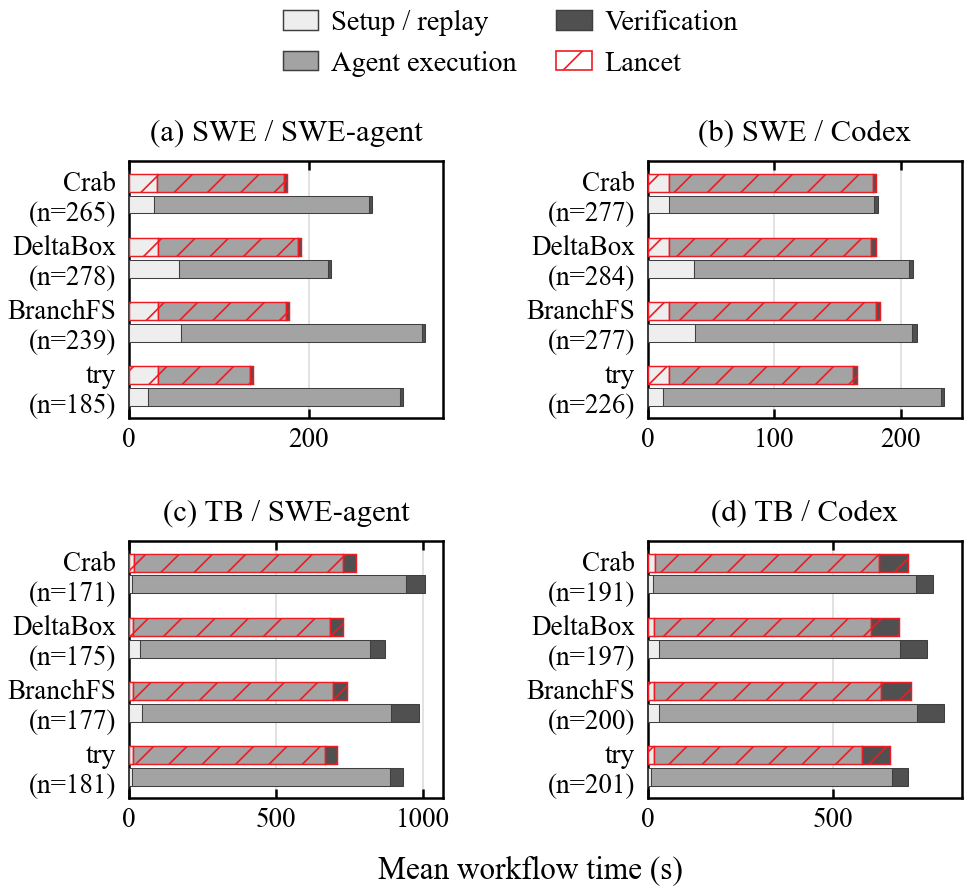 Setup / replay
Verification
Agent execution
Lancet
(a) SWE / SWE-agent
Crab
(n=265)
DeltaBox
(n=278)
BranchFS
(n=239)
try
(n=185)
0
200
(b) SWE / Codex
Crab
(n=277)
DeltaBox
(n=284)
BranchFS
(n=277)
try
(n=226)
0
100
200
(c) TB / SWE-agent
Crab
(n=171)
DeltaBox
(n=175)
BranchFS
(n=177)
try
(n=181)
0
500
1000
(d) TB / Codex
Crab
(n=191)
DeltaBox
(n=197)
BranchFS
(n=200)
try
(n=201)
0
500
Mean workflow time (s)